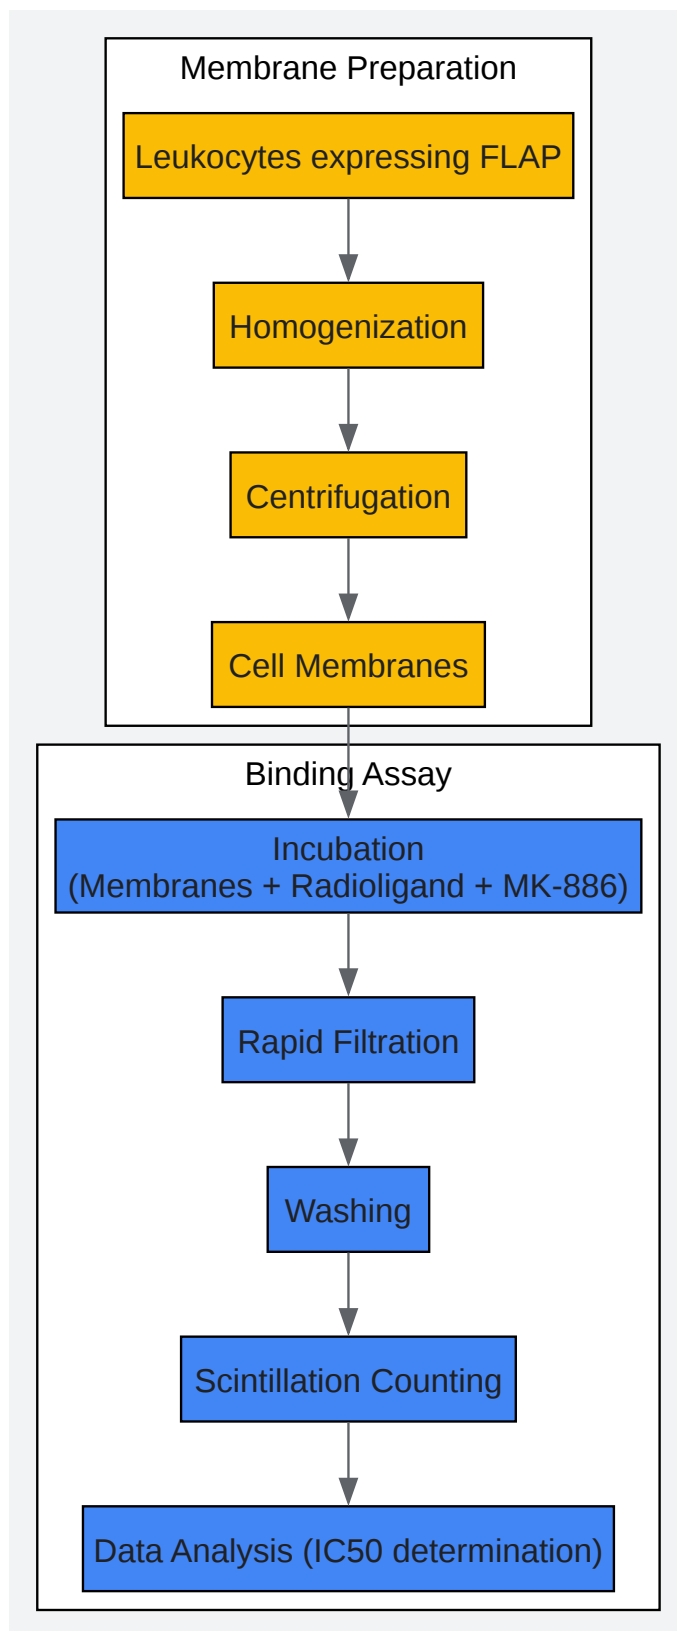 Membrane Preparation
Leukocytes expressing FLAP
Homogenization
Centrifugation
Cell Membranes
Binding Assay
Incubation
(Membranes + Radioligand + MK-886)
Rapid Filtration
Washing
Scintillation Counting
Data Analysis (IC50 determination)